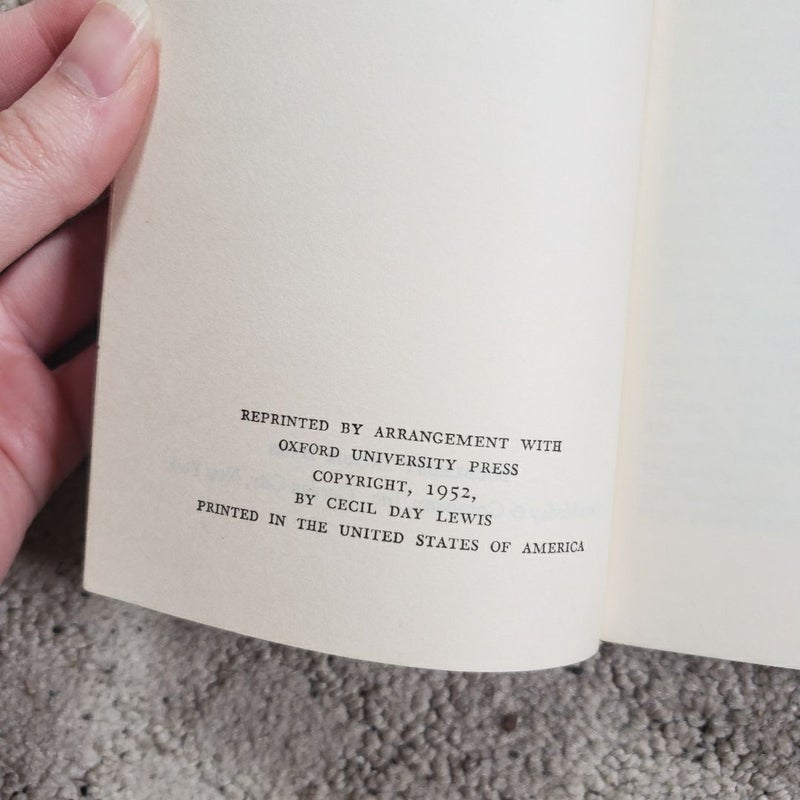 REPRINTED BY ARRANGEMENT WITH
OXFORD UNIVERSITY PRESS
COPYRIGHT, 1952,
BY CECIL DAY LEWIS
PRINTED IN THE UNITED STATES OF AMERICA